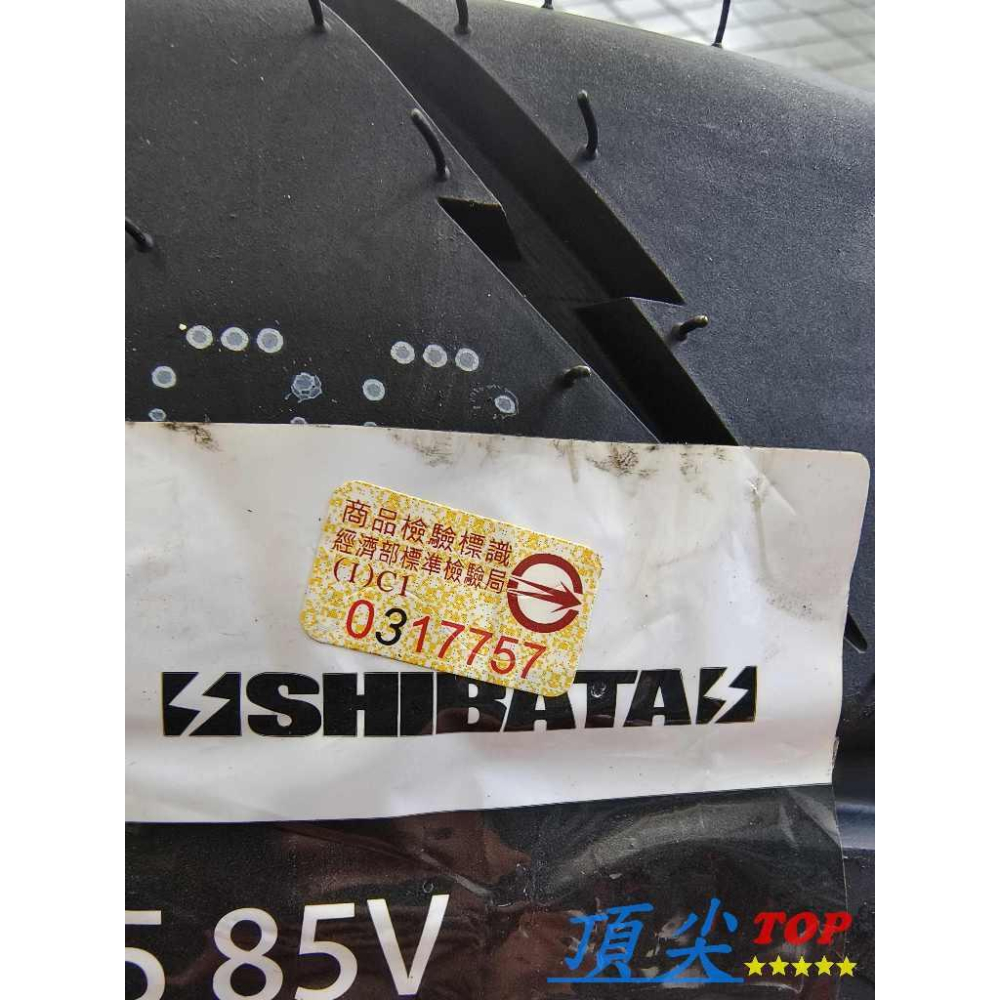 商品檢驗標識
經濟部標準檢驗局
(I)C1
0317757
SHIBATA
5 85V
頂尖 TOP